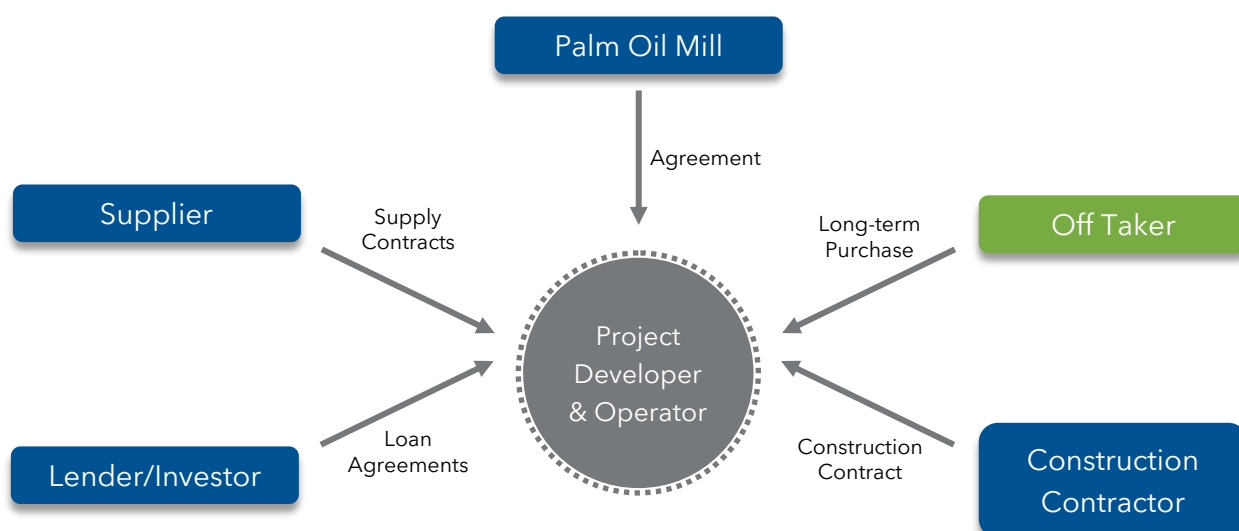 Palm Oil Mill
Agreement
Supplier
Supply
Contracts
Long-term
Purchase
Off Taker
Project
Developer
& Operator
Lender/Investor
Loan
Agreements
Construction
Contract
Construction
Contractor